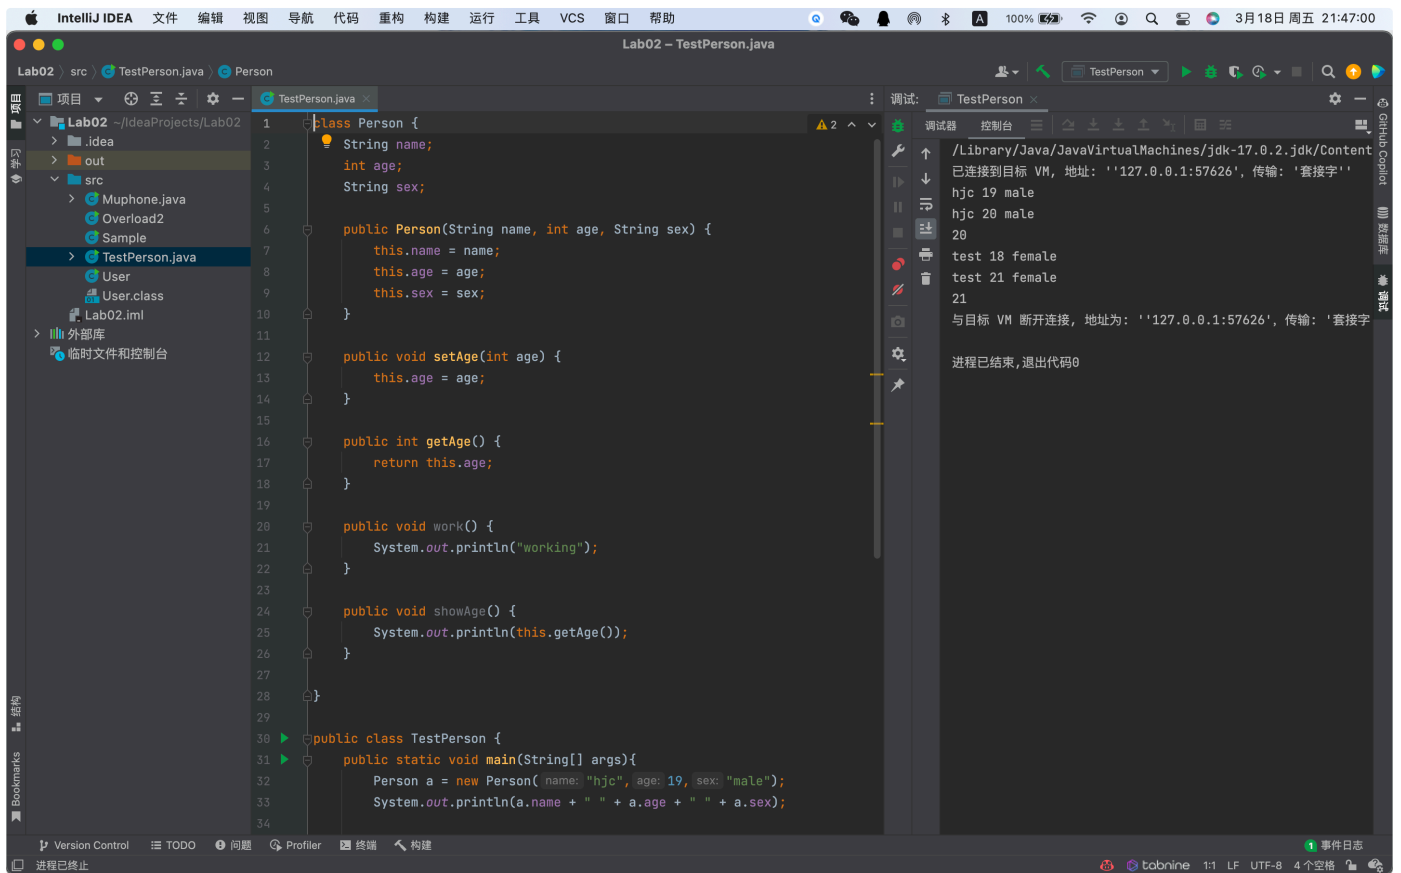 IntelliJ IDEA 文件 编辑 视图 导航 代码 重构 构建 运行 工具 VCS 窗口 帮助 A 100% 3月18日 周五 21:47:00
Lab02 – TestPerson.java
Lab02 src TestPerson.java Person TestPerson
项目 TestPerson.java 调试: TestPerson
项目
学习
结构
Bookmarks
Lab02 ~/IdeaProjects/Lab02
.idea
out
src
Muphone.java
Overload2
Sample
TestPerson.java
User
User.class
Lab02.iml
外部库
临时文件和控制台
2
1 class Person {
2 String name;
3 int age;
4 String sex;
5
6 public Person(String name, int age, String sex) {
7 this.name = name;
8 this.age = age;
9 this.sex = sex;
10 }
11
12 public void setAge(int age) {
13 this.age = age;
14 }
15
16 public int getAge() {
17 return this.age;
18 }
19
20 public void work() {
21 System.out.println("working");
22 }
23
24 public void showAge() {
25 System.out.println(this.getAge());
26 }
27
28 }
29
30 public class TestPerson {
31 public static void main(String[] args){
32 Person a = new Person( name: "hjc", age: 19, sex: "male");
33 System.out.println(a.name + " " + a.age + " " + a.sex);
34
调试器 控制台
/Library/Java/JavaVirtualMachines/jdk-17.0.2.jdk/Content
已连接到目标 VM, 地址: ''127.0.0.1:57626', 传输: '套接字''
hjc 19 male
hjc 20 male
20
test 18 female
test 21 female
21
与目标 VM 断开连接, 地址为: ''127.0.0.1:57626', 传输: '套接字
进程已结束,退出代码0
GitHub Copilot
数据库
调试
Version Control TODO 问题 Profiler 终端 构建 1 事件日志
进程已终止 tabnine 1:1 LF UTF-8 4 个空格